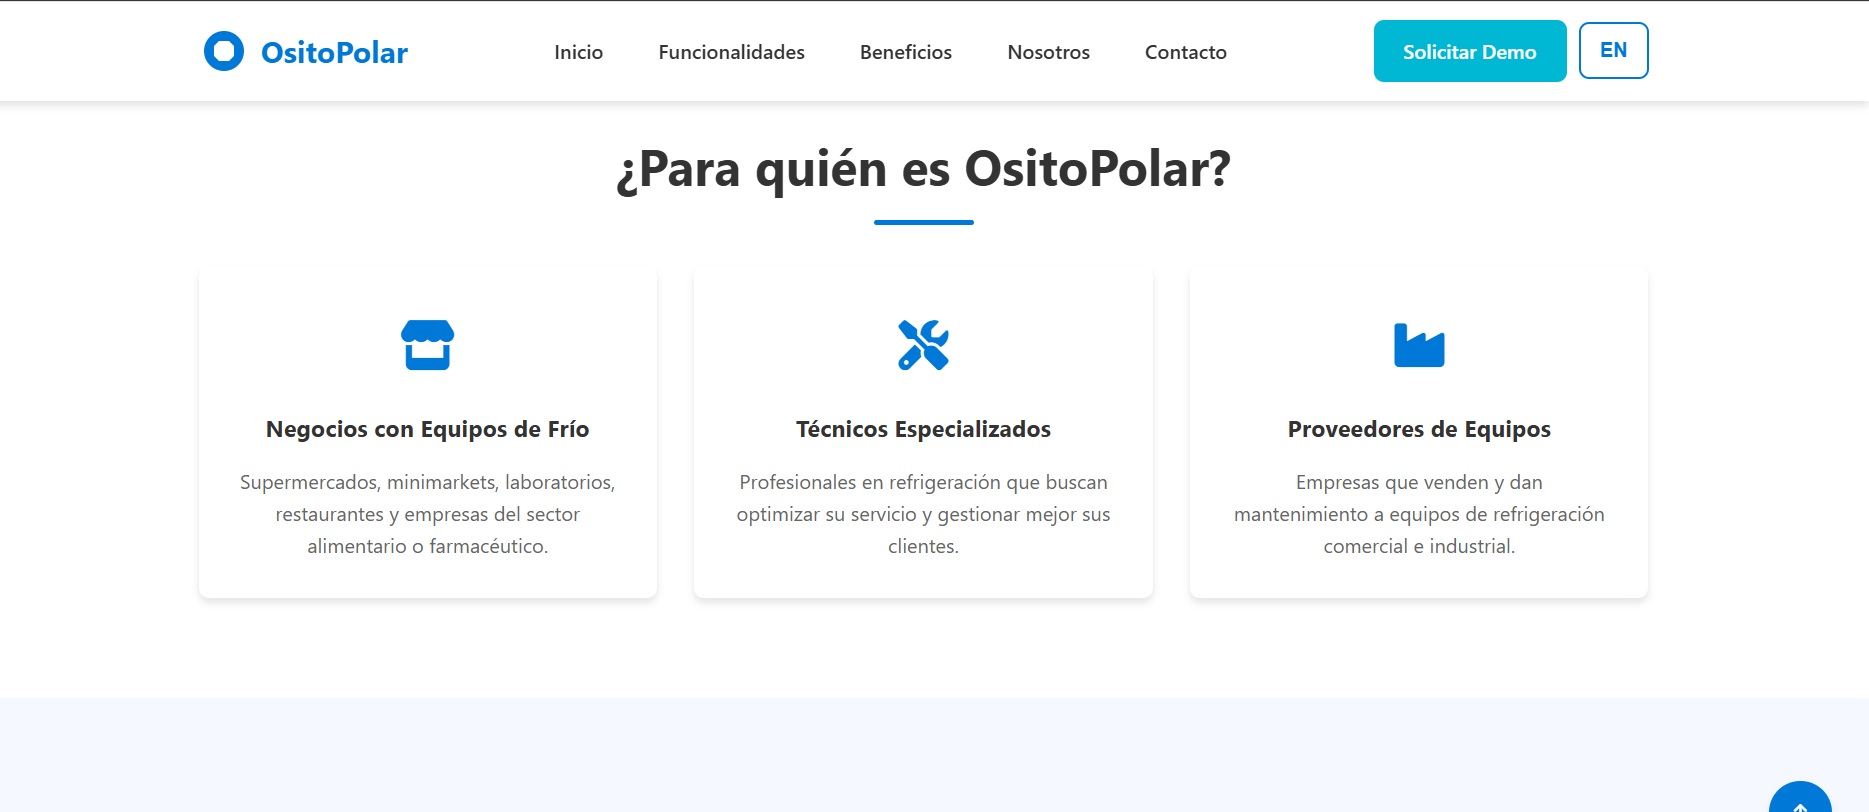 OsitoPolar
Inicio
Funcionalidades
Beneficios
Nosotros
Contacto
Solicitar Demo
EN
¿Para quién es OsitoPolar?
Negocios con Equipos de Frío
Supermercados, minimarkets, laboratorios,
restaurantes y empresas del sector
alimentario o farmacéutico.
Técnicos Especializados
Profesionales en refrigeración que buscan
optimizar su servicio y gestionar mejor sus
clientes.
Proveedores de Equipos
Empresas que venden y dan
mantenimiento a equipos de refrigeración
comercial e industrial.